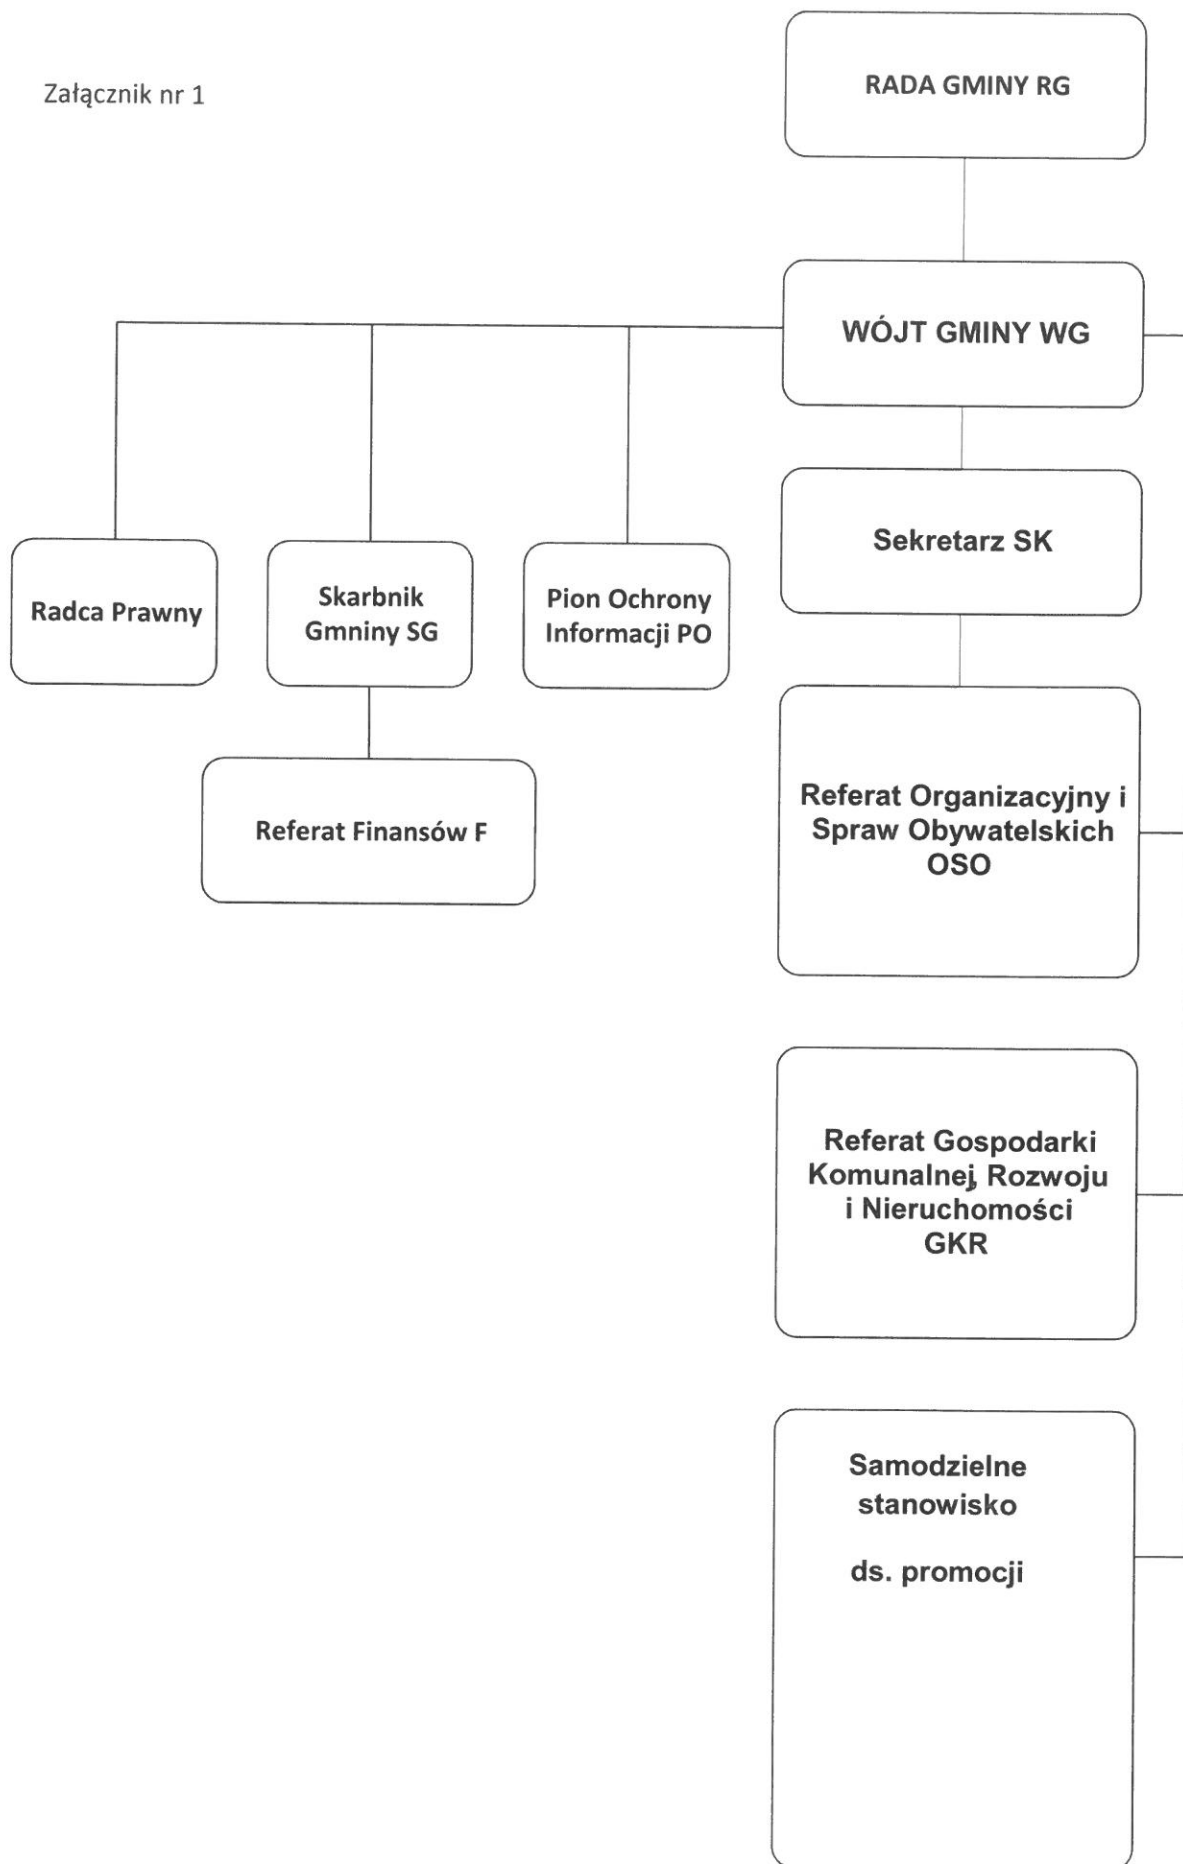 Załącznik nr 1
RADA GMINY RG
WÓJT GMINY WG
Sekretarz SK
Radca Prawny
Skarbnik
Gmniny SG
Pion Ochrony
Informacji PO
Referat Finansów F
Referat Organizacyjny i
Spraw Obywatelskich
OSO
Referat Gospodarki
Komunalnej, Rozwoju
i Nieruchomości
GKR
Samodzielne
stanowisko
ds. promocji